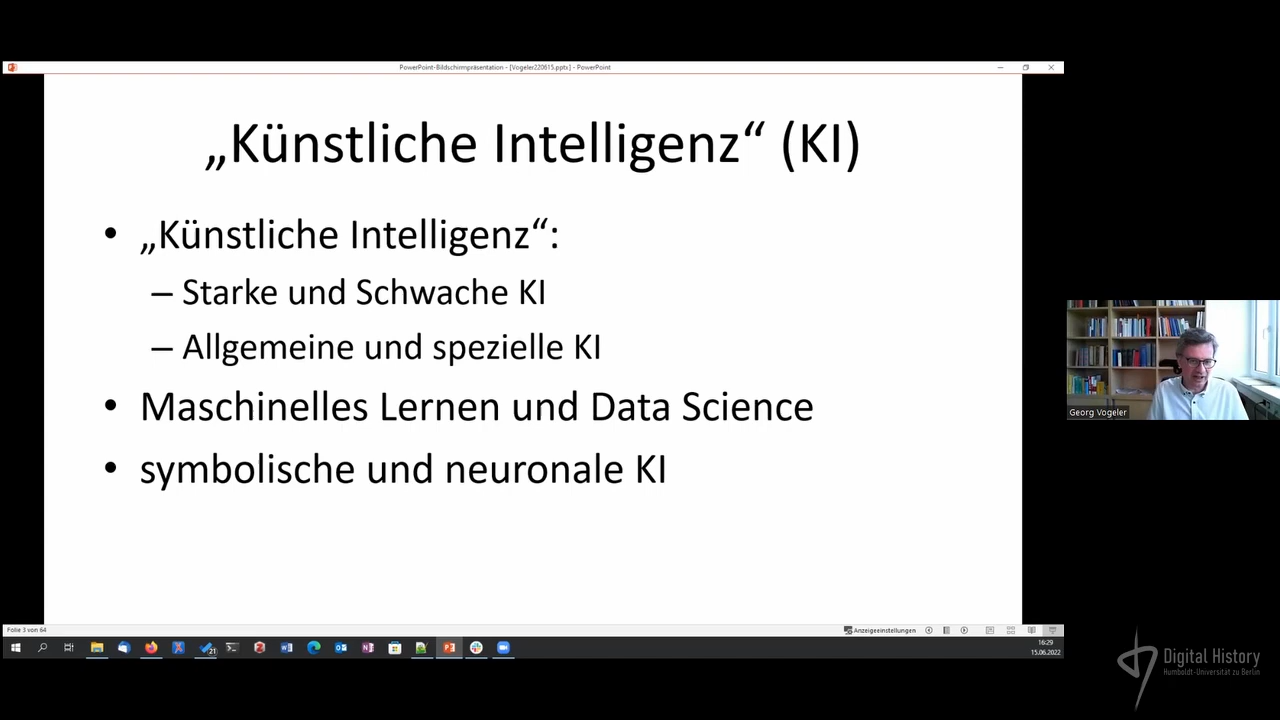 PowerPoint-Bildschirmpräsentation - [Vogeler220615.pptx] - PowerPoint
„Künstliche Intelligenz“ (KI)
• „Künstliche Intelligenz“:
– Starke und Schwache KI
– Allgemeine und spezielle KI
• Maschinelles Lernen und Data Science
• symbolische und neuronale KI
Georg Vogeler
Folie 3 von 64
Anzeigeeinstellungen
21
16:29
15.06.2022
Digital History
Humboldt-Universität zu Berlin